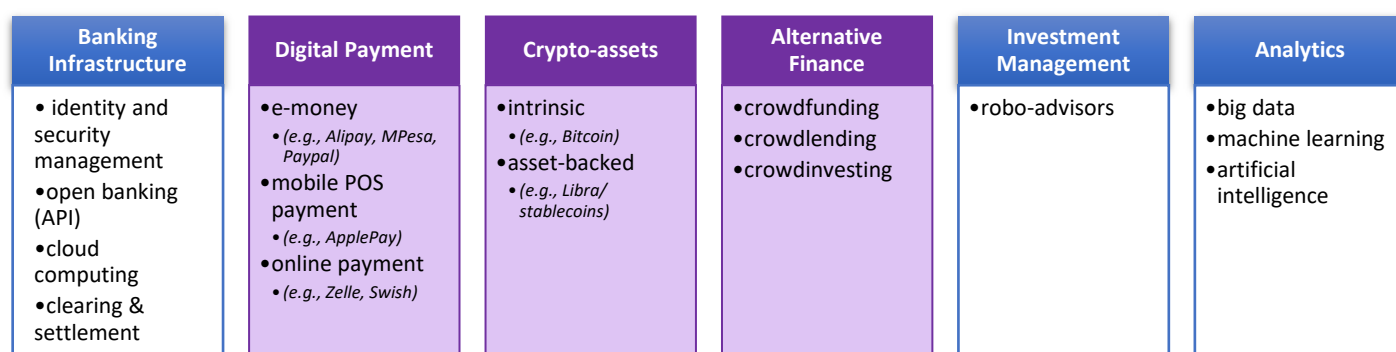 Banking
Infrastructure
• identity and
security
management
•open banking
(API)
•cloud
computing
•clearing &
settlement
Digital Payment
•e-money
• (e.g., Alipay, MPesa,
Paypal)
•mobile POS
payment
• (e.g., ApplePay)
•online payment
• (e.g., Zelle, Swish)
Crypto-assets
•intrinsic
• (e.g., Bitcoin)
•asset-backed
• (e.g., Libra/
stablecoins)
Alternative
Finance
•crowdfunding
•crowdlending
•crowdinvesting
Investment
Management
•robo-advisors
Analytics
•big data
•machine learning
•artificial
intelligence